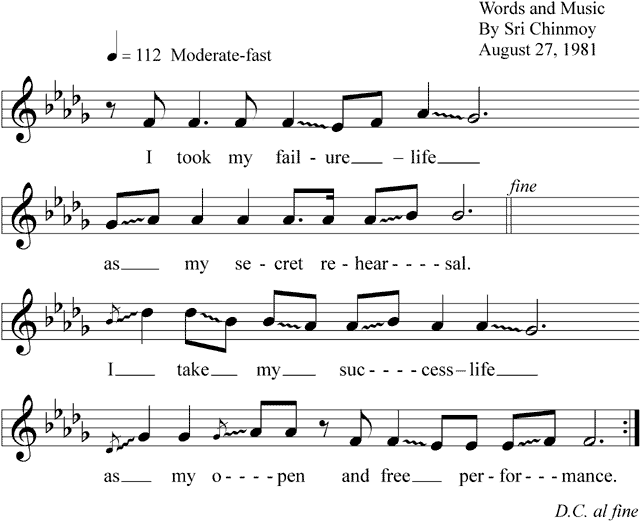 Words and Music
By Sri Chinmoy
August 27, 1981
♩ = 112 Moderate-fast
I took my fail - ure – life
fine
as my se - cret re - hear - - - - sal.
I take my suc - - - - cess – life
as my o - - - - pen and free per - for - - mance.
D.C. al fine